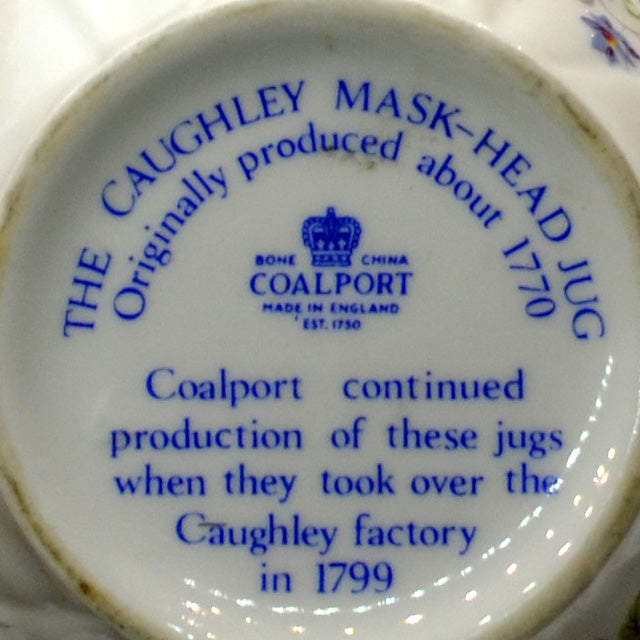 THE CAUGHLEY MASK-HEAD JUG
Originally produced about 1770
BONE CHINA
COALPORT
MADE IN ENGLAND
EST. 1750
Coalport continued
production of these jugs
when they took over the
Caughley factory
in 1799